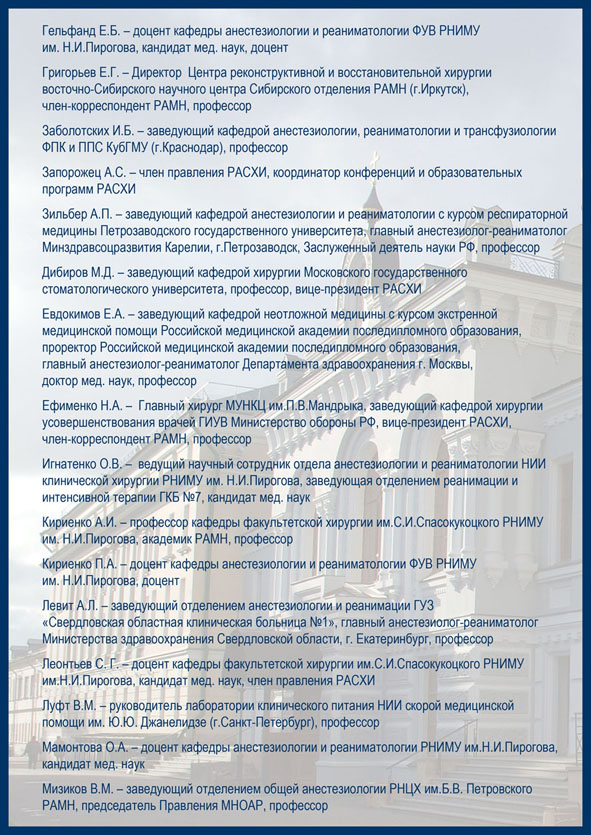 Гельфанд Е.Б. – доцент кафедры анестезиологии и реаниматологии ФУВ РНИМУ
им. Н.И.Пирогова, кандидат мед. наук, доцент
Григорьев Е.Г. – Директор Центра реконструктивной и восстановительной хирургии
восточно-Сибирского научного центра Сибирского отделения РАМН (г.Иркутск),
член-корреспондент РАМН, профессор
Заболотских И.Б. – заведующий кафедрой анестезиологии, реаниматологии и трансфузиологии
ФПК и ППС КубГМУ (г.Краснодар), профессор
Запорожец А.С. – член правления РАСХИ, координатор конференций и образовательных
программ РАСХИ
Зильбер А.П. – заведующий кафедрой анестезиологии и реаниматологии с курсом респираторной
медицины Петрозаводского государственного университета, главный анестезиолог-реаниматолог
Минздравсоцразвития Карелии, г.Петрозаводск, Заслуженный деятель науки РФ, профессор
Дибиров М.Д. – заведующий кафедрой хирургии Московского государственного
стоматологического университета, профессор, вице-президент РАСХИ
Евдокимов Е.А. – заведующий кафедрой неотложной медицины с курсом экстренной
медицинской помощи Российской медицинской академии последипломного образования,
проректор Российской медицинской академии последипломного образования,
главный анестезиолог-реаниматолог Департамента здравоохранения г. Москвы,
доктор мед. наук, профессор
Ефименко Н.А. – Главный хирург МУНКЦ им.П.В.Мандрыка, заведующий кафедрой хирургии
усовершенствования врачей ГИУВ Министерство обороны РФ, вице-президент РАСХИ,
член-корреспондент РАМН, профессор
Игнатенко О.В. – ведущий научный сотрудник отдела анестезиологии и реаниматологии НИИ
клинической хирургии РНИМУ им. Н.И.Пирогова, заведующая отделением реанимации и
интенсивной терапии ГКБ №7, кандидат мед. наук
Кириенко А.И. – профессор кафедры факультетской хирургии им.С.И.Спасокукоцкого РНИМУ
им. Н.И.Пирогова, академик РАМН, профессор
Кириенко П.А. – доцент кафедры анестезиологии и реаниматологии ФУВ РНИМУ
им. Н.И.Пирогова, доцент
Левит А.Л. – заведующий отделением анестезиологии и реанимации ГУЗ
«Свердловская областная клиническая больница №1», главный анестезиолог-реаниматолог
Министерства здравоохранения Свердловской области, г. Екатеринбург, профессор
Леонтьев С. Г. – доцент кафедры факультетской хирургии им.С.И.Спасокукоцкого РНИМУ
им.Н.И.Пирогова, кандидат мед. наук, член правления РАСХИ
Луфт В.М. – руководитель лаборатории клинического питания НИИ скорой медицинской
помощи им. Ю.Ю. Джанелидзе (г.Санкт-Петербург), профессор
Мамонтова О.А. – доцент кафедры анестезиологии и реаниматологии РНИМУ им.Н.И.Пирогова,
кандидат мед. наук
Мизиков В.М. – заведующий отделением общей анестезиологии РНЦХ им.Б.В. Петровского
РАМН, председатель Правления МНОАР, профессор